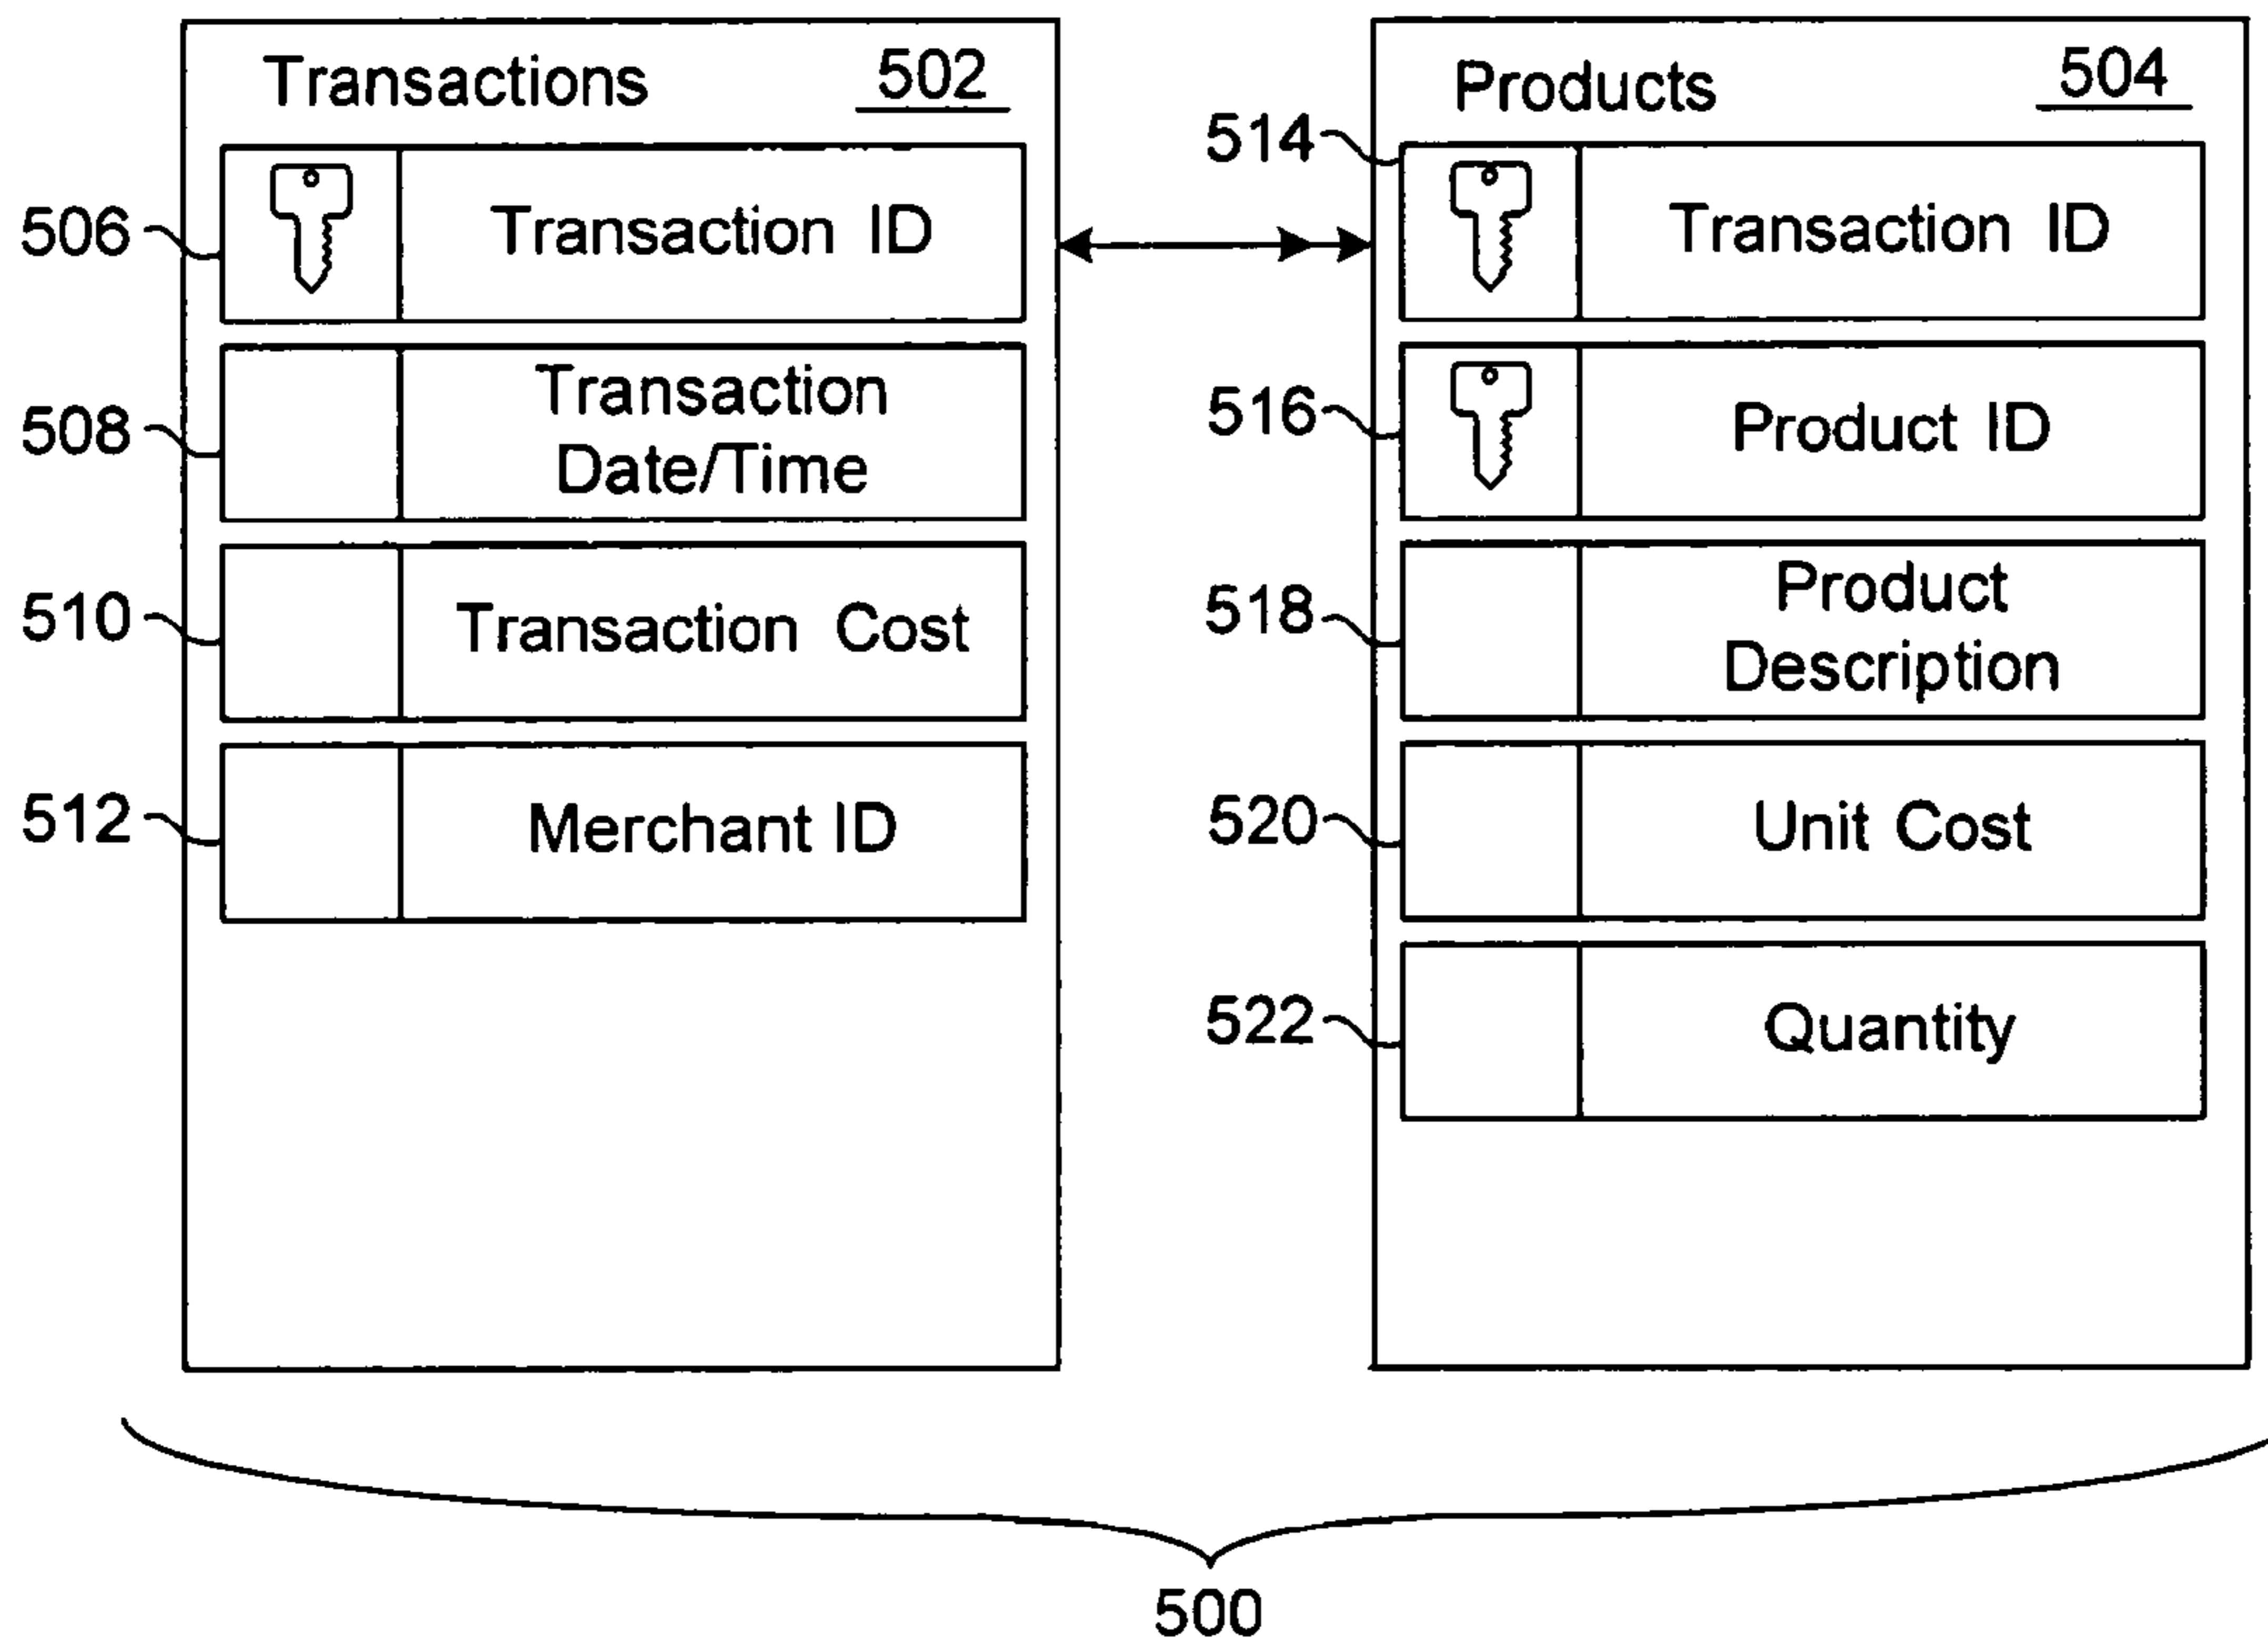 Transactions 502
506 Transaction ID
508 Transaction
Date/Time
510 Transaction Cost
512 Merchant ID
Products 504
514 Transaction ID
516 Product ID
518 Product
Description
520 Unit Cost
522 Quantity
500